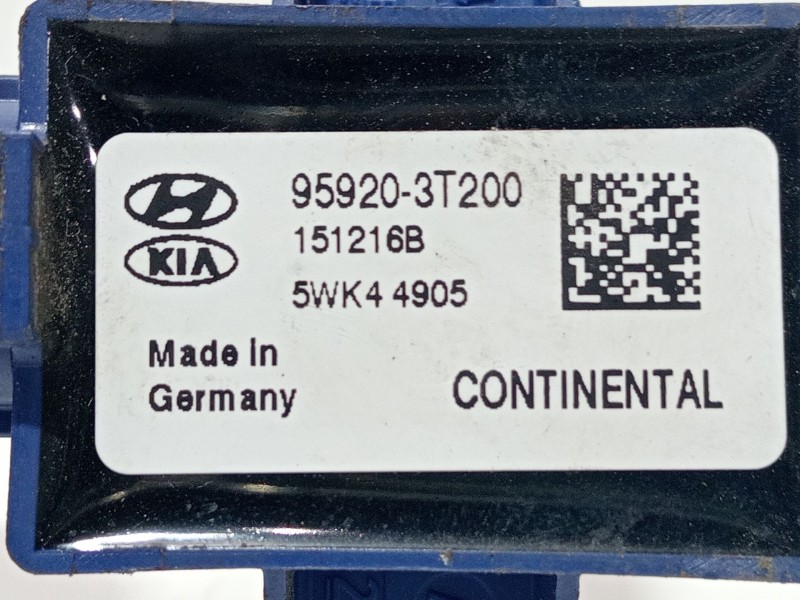 95920-3T200
151216B
KIA
5WK4 4905
Made in
Germany
CONTINENTAL